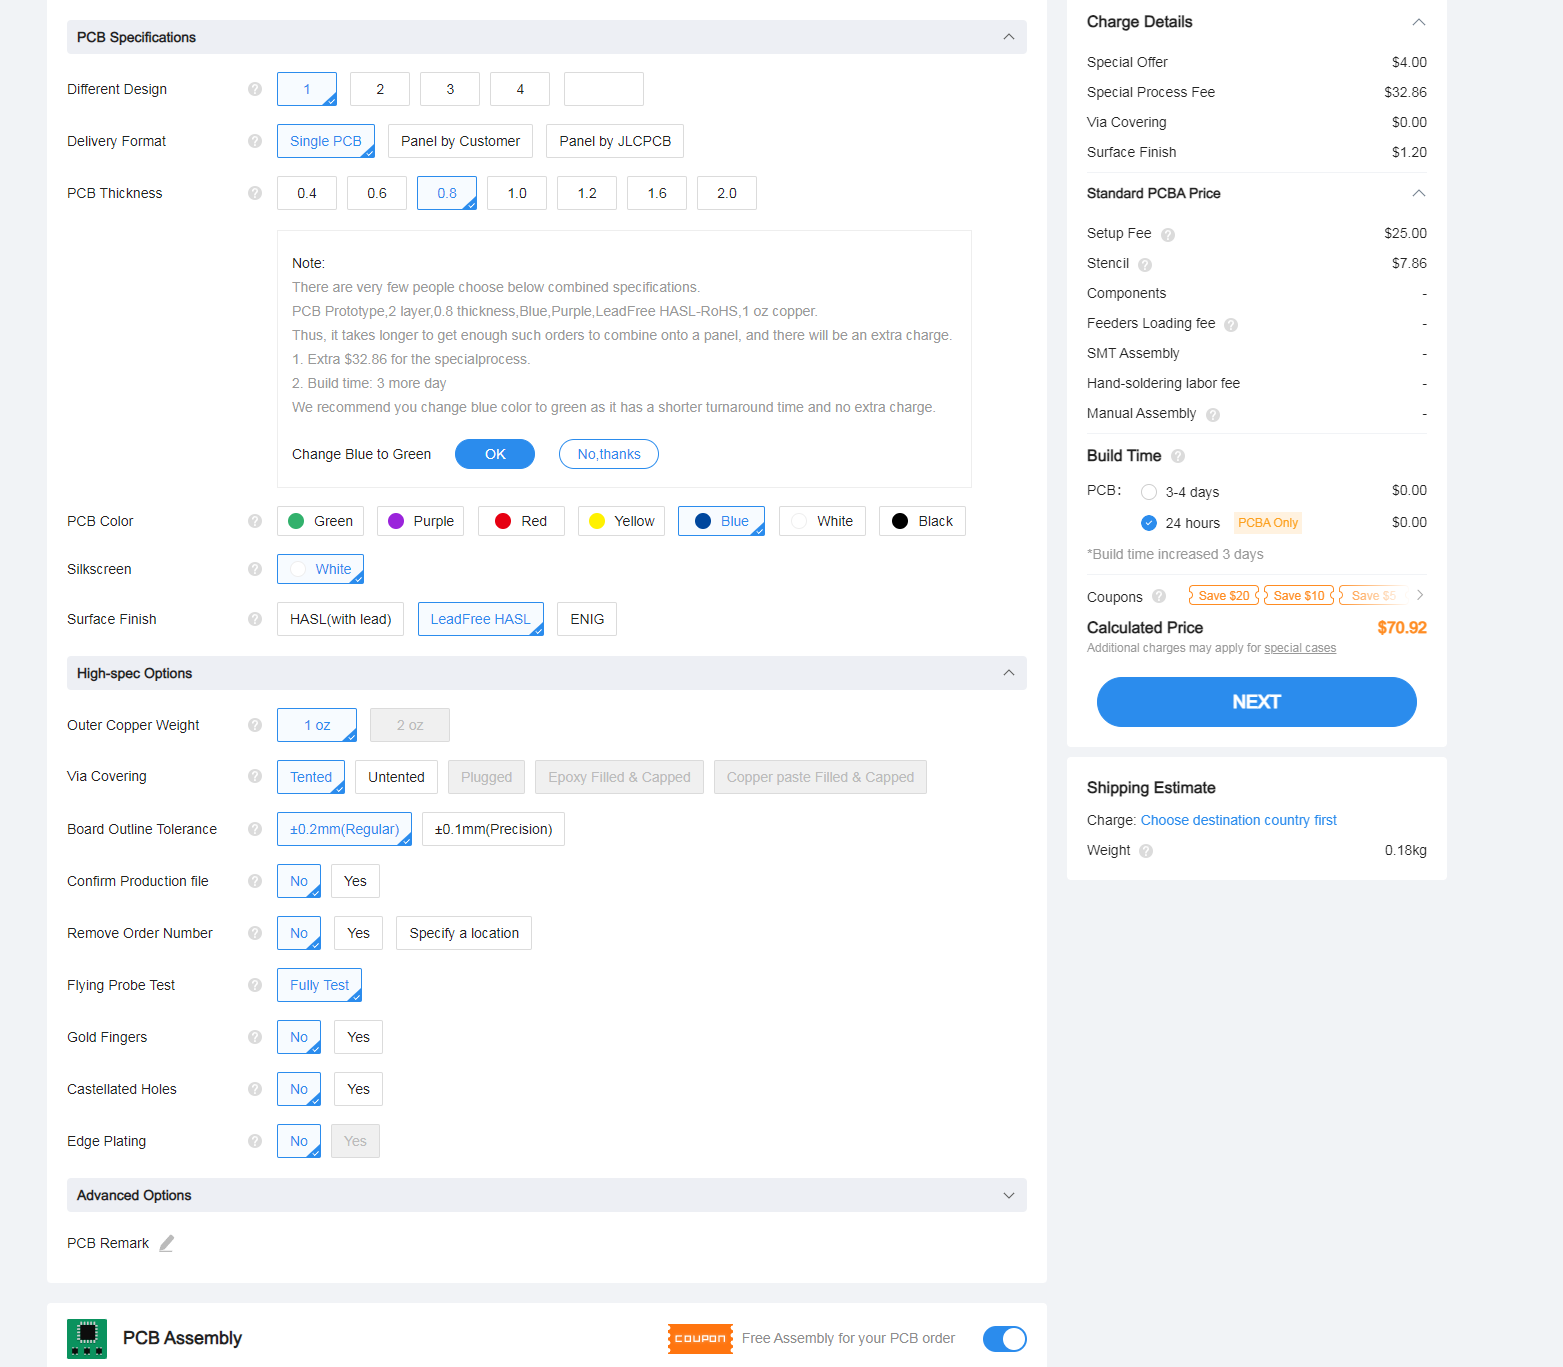 PCB Specifications
Different Design
1
2
3
4
Delivery Format
Single PCB
Panel by Customer
Panel by JLCPCB
PCB Thickness
0.4
0.6
0.8
1.0
1.2
1.6
2.0
Note:
There are very few people choose below combined specifications.
PCB Prototype,2 layer,0.8 thickness,Blue,Purple,LeadFree HASL-RoHS,1 oz copper.
Thus, it takes longer to get enough such orders to combine onto a panel, and there will be an extra charge.
1. Extra $32.86 for the specialprocess.
2. Build time: 3 more day
We recommend you change blue color to green as it has a shorter turnaround time and no extra charge.
Change Blue to Green
OK
No,thanks
PCB Color
Green
Purple
Red
Yellow
Blue
White
Black
Silkscreen
White
Surface Finish
HASL(with lead)
LeadFree HASL
ENIG
High-spec Options
Outer Copper Weight
1 oz
2 oz
Via Covering
Tented
Untented
Plugged
Epoxy Filled & Capped
Copper paste Filled & Capped
Board Outline Tolerance
±0.2mm(Regular)
±0.1mm(Precision)
Confirm Production file
No
Yes
Remove Order Number
No
Yes
Specify a location
Flying Probe Test
Fully Test
Gold Fingers
No
Yes
Castellated Holes
No
Yes
Edge Plating
No
Yes
Advanced Options
PCB Remark
PCB Assembly
COUPON
Free Assembly for your PCB order
Charge Details
Special Offer $4.00
Special Process Fee $32.86
Via Covering $0.00
Surface Finish $1.20
Standard PCBA Price
Setup Fee $25.00
Stencil $7.86
Components -
Feeders Loading fee -
SMT Assembly -
Hand-soldering labor fee -
Manual Assembly -
Build Time
PCB: 3-4 days $0.00
24 hours PCBA Only $0.00
*Build time increased 3 days
Coupons Save $20 Save $10 Save $5
Calculated Price $70.92
Additional charges may apply for special cases
NEXT
Shipping Estimate
Charge: Choose destination country first
Weight 0.18kg